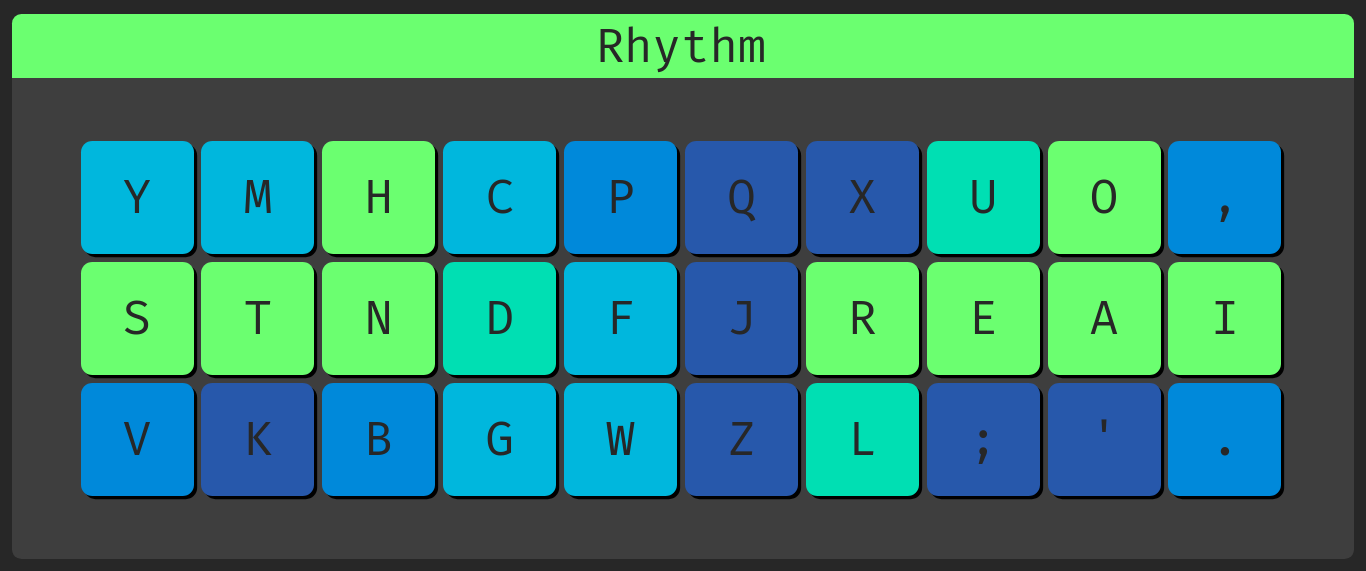 Rhythm
Y M H C P Q X U O ,
S T N D F J R E A I
V K B G W Z L ; ' .